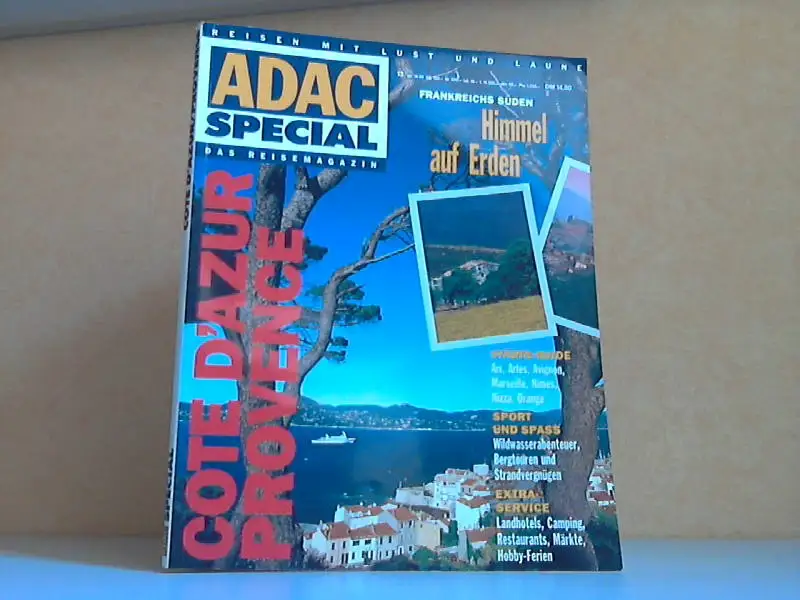 REISEN MIT LUST UND LAUNE
ADAC
SPECIAL
DAS REISEMAGAZIN
DM 14,80
FRANKREICHS SÜDEN
Himmel
auf Erden
COTE D'AZUR
PROVENCE
Aix, Arles, Avignon,
Marseille, Nimes,
Nizza, Orange
SPORT
UND SPASS
Wildwasserabenteuer,
Bergtouren und
Strandvergnügen
EXTRA-
SERVICE
Landhotels, Camping,
Restaurants, Märkte,
Hobby-Ferien
SPECIAL